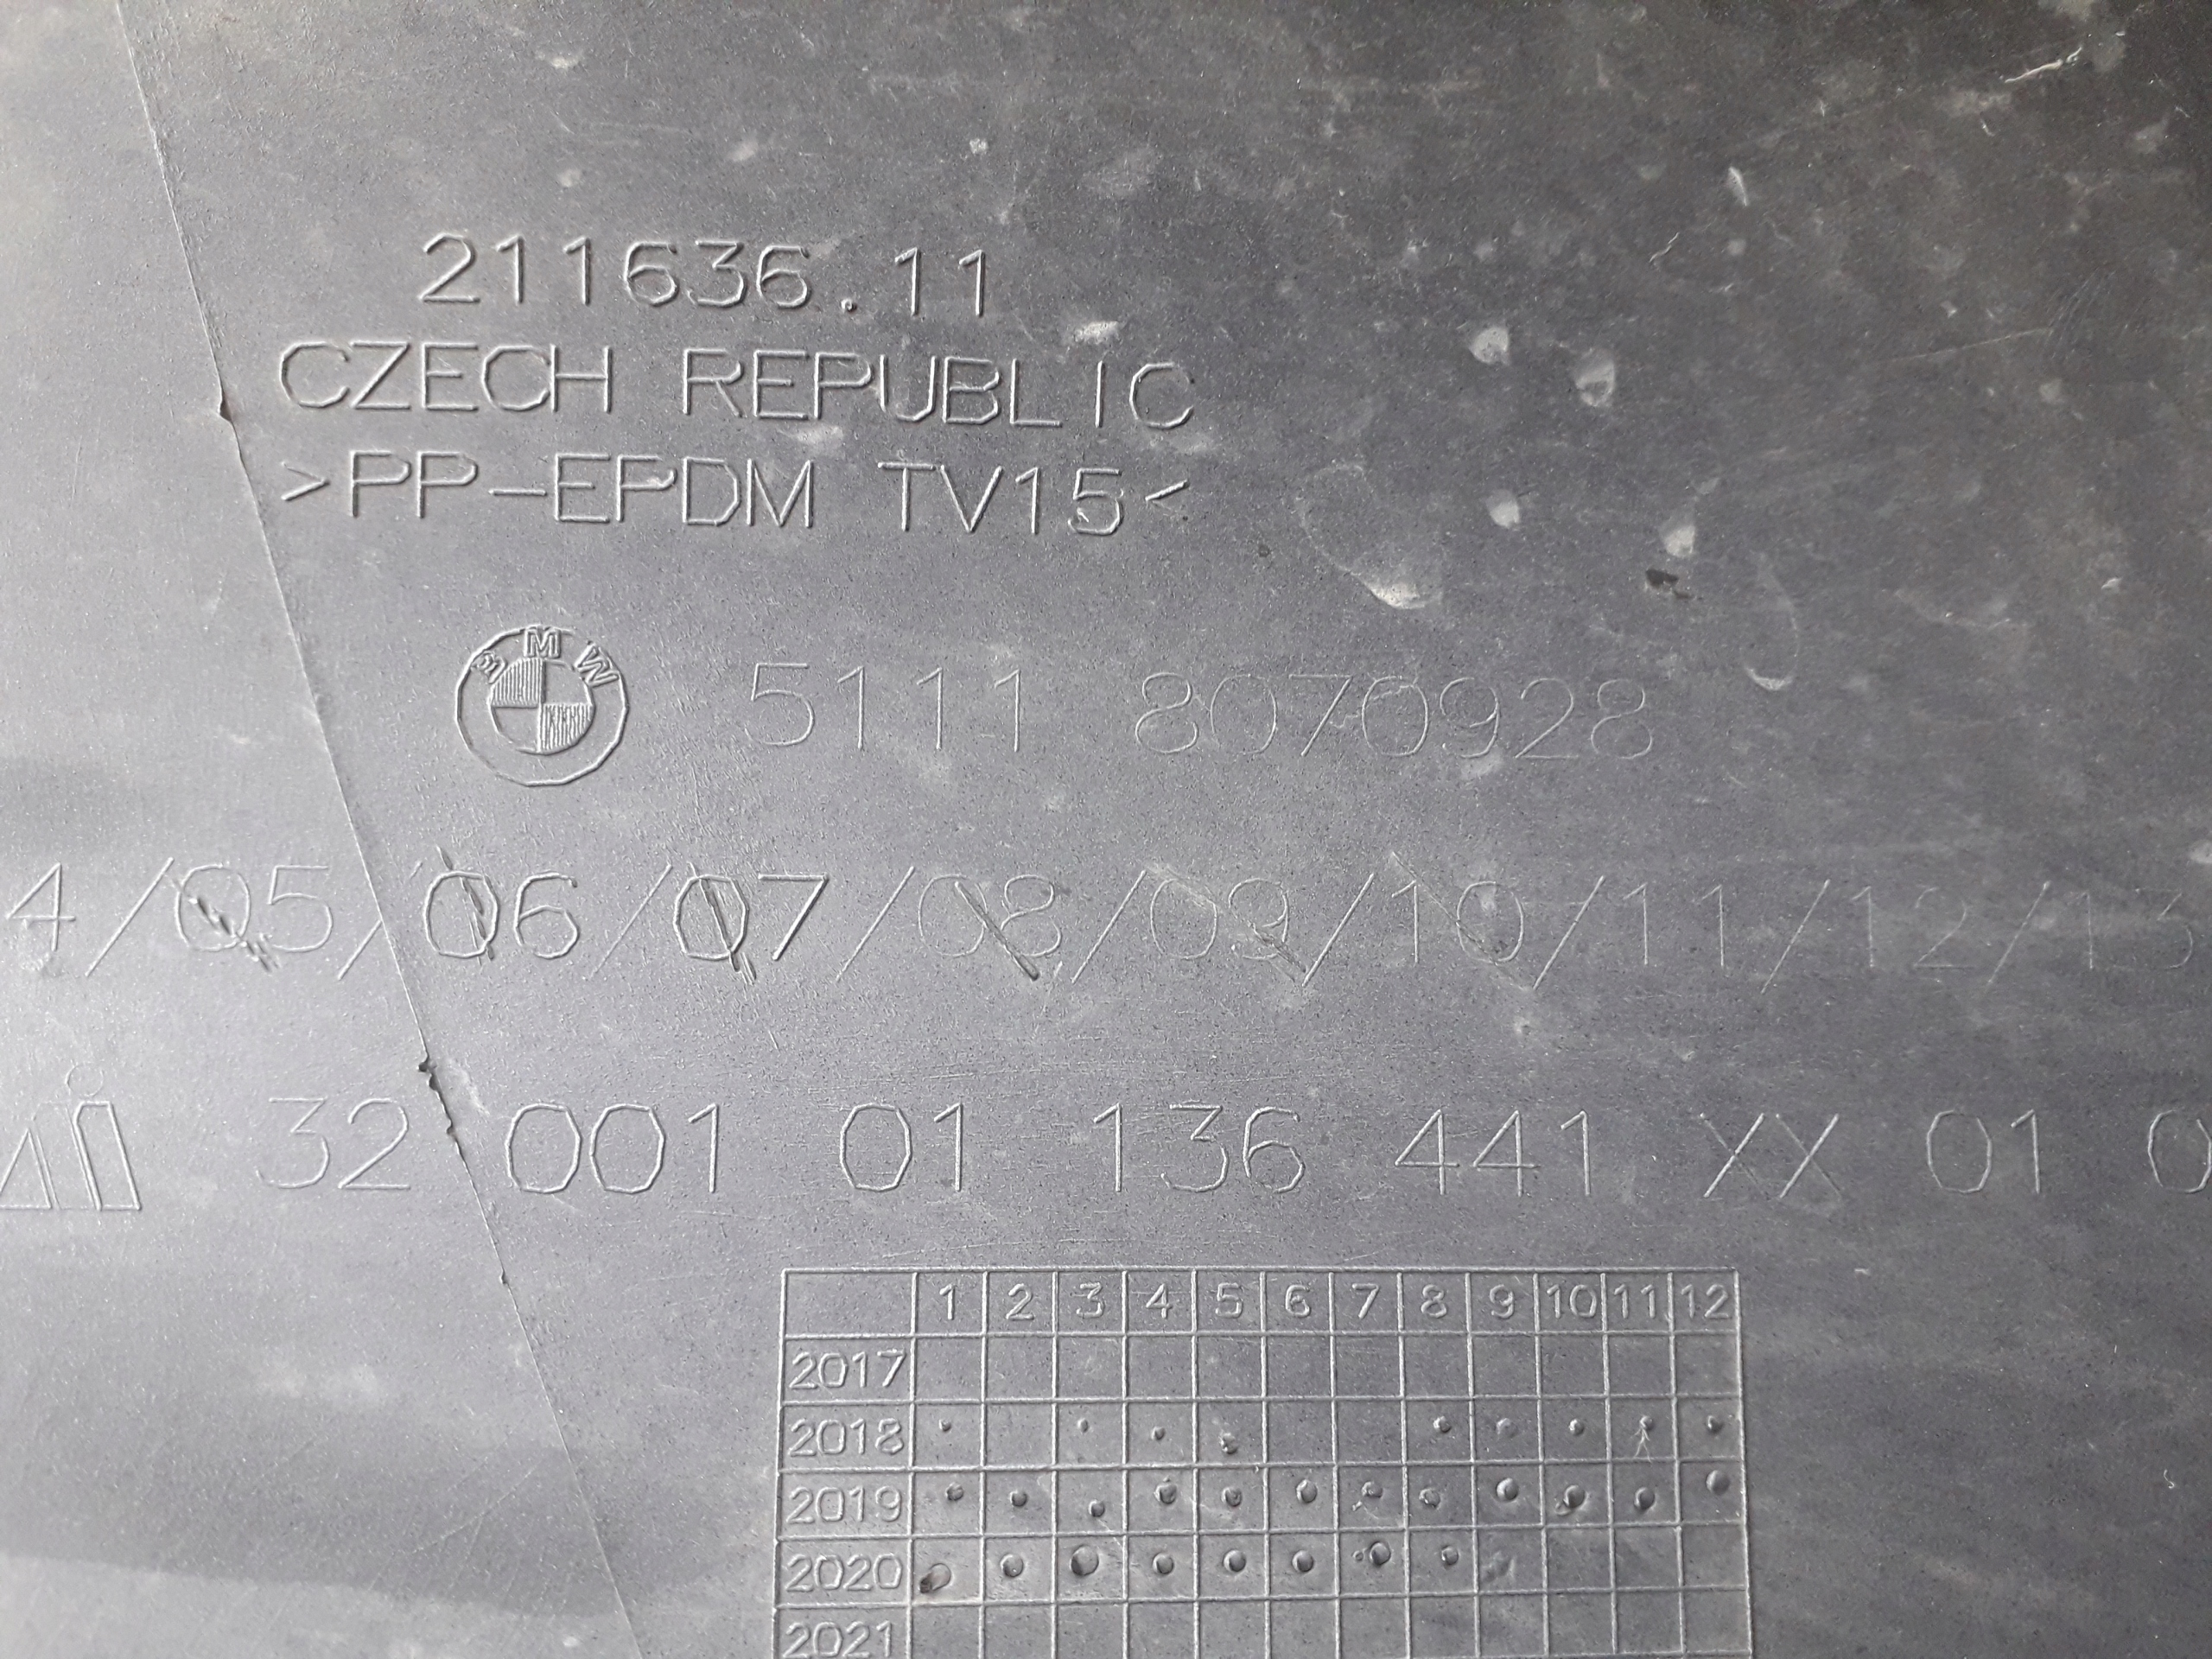 211636.11
CZECH REPUBLIC
>PP-EPDM TV15<
BMW 5111 8070928
4/05/06/07/08/09/10/11/12/13
32 001 01 136 441 XX 01 0
1 2 3 4 5 6 7 8 9 10 11 12
2017
2018
2019
2020
2021